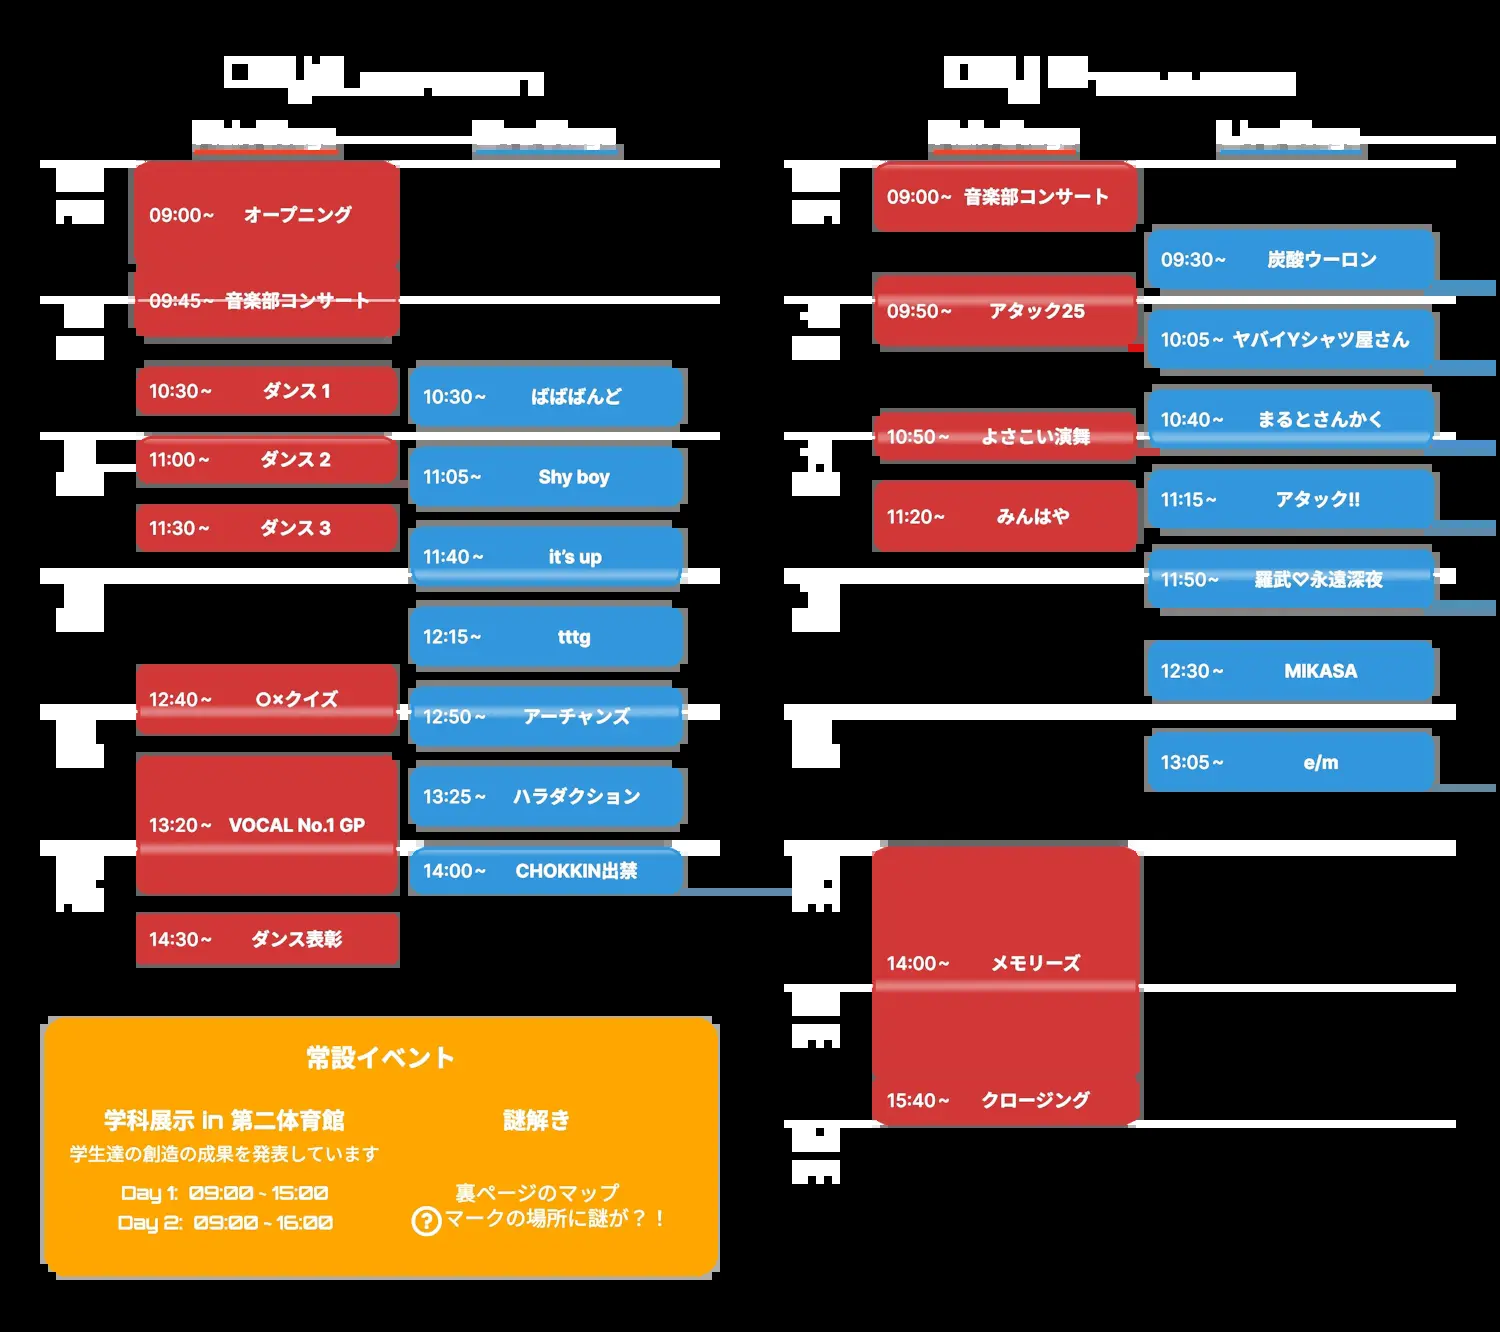 09:00~ オープニング
09:45~ 音楽部コンサート
10:30~ ダンス 1
11:00~ ダンス 2
11:30~ ダンス 3
12:40~ ○×クイズ
13:20~ VOCAL No.1 GP
14:30~ ダンス表彰
10:30~ ばばばんど
11:05~ Shy boy
11:40~ it's up
12:15~ tttg
12:50~ アーチャンズ
13:25~ ハラダクション
14:00~ CHOKKIN出禁
09:00~ 音楽部コンサート
09:50~ アタック25
10:50~ よさこい演舞
11:20~ みんはや
14:00~ メモリーズ
15:40~ クロージング
09:30~ 炭酸ウーロン
10:05~ ヤバイYシャツ屋さん
10:40~ まるとさんかく
11:15~ アタック!!
11:50~ 羅武♡永遠深夜
12:30~ MIKASA
13:05~ e/m
常設イベント
学科展示 in 第二体育館
学生達の創造の成果を発表しています
Day 1: 09:00 ~ 15:00
Day 2: 09:00 ~ 16:00
謎解き
裏ページのマップ
?マークの場所に謎が？！